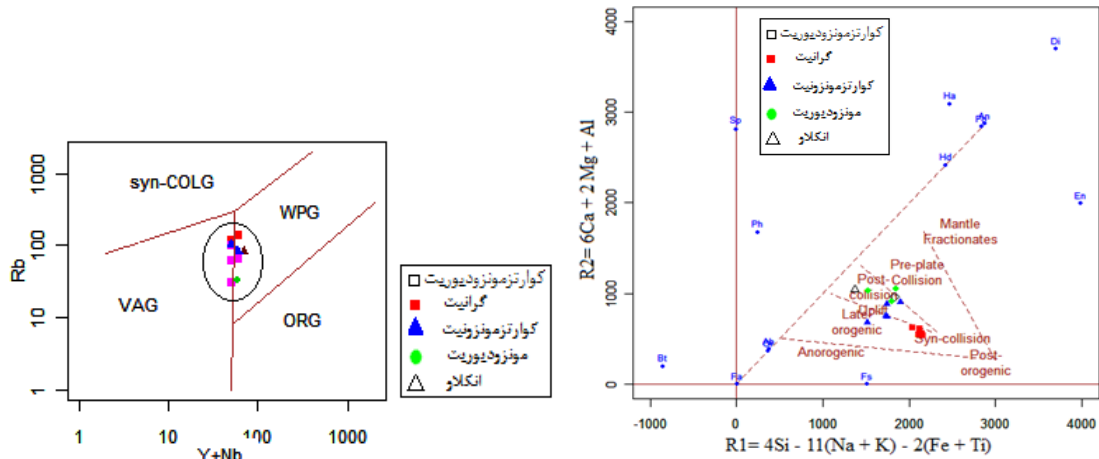 syn-COLG
WPG
VAG
ORG
Rb
1000
100
10
1
1
10
100
1000
Y+Nb
کوارتزمونزودیوریت
گرانیت
کوارتزمونزونیت
مونزودیوریت
انکلاو
کوارتزمونزودیوریت
گرانیت
کوارتزمونزونیت
مونزودیوریت
انکلاو
R2= 6Ca + 2 Mg + Al
4000
3000
2000
1000
0
Di
Ha
Sp
An
Hd
En
Ph
Mantle
Fractionates
Pre-plate
Collision
Post-
collision
Uplift
Late-
orogenic
Syn-collision
Anorogenic
Post-
orogenic
Bt
Fa
Fs
-1000
0
1000
2000
3000
4000
R1= 4Si - 11(Na + K) - 2(Fe + Ti)